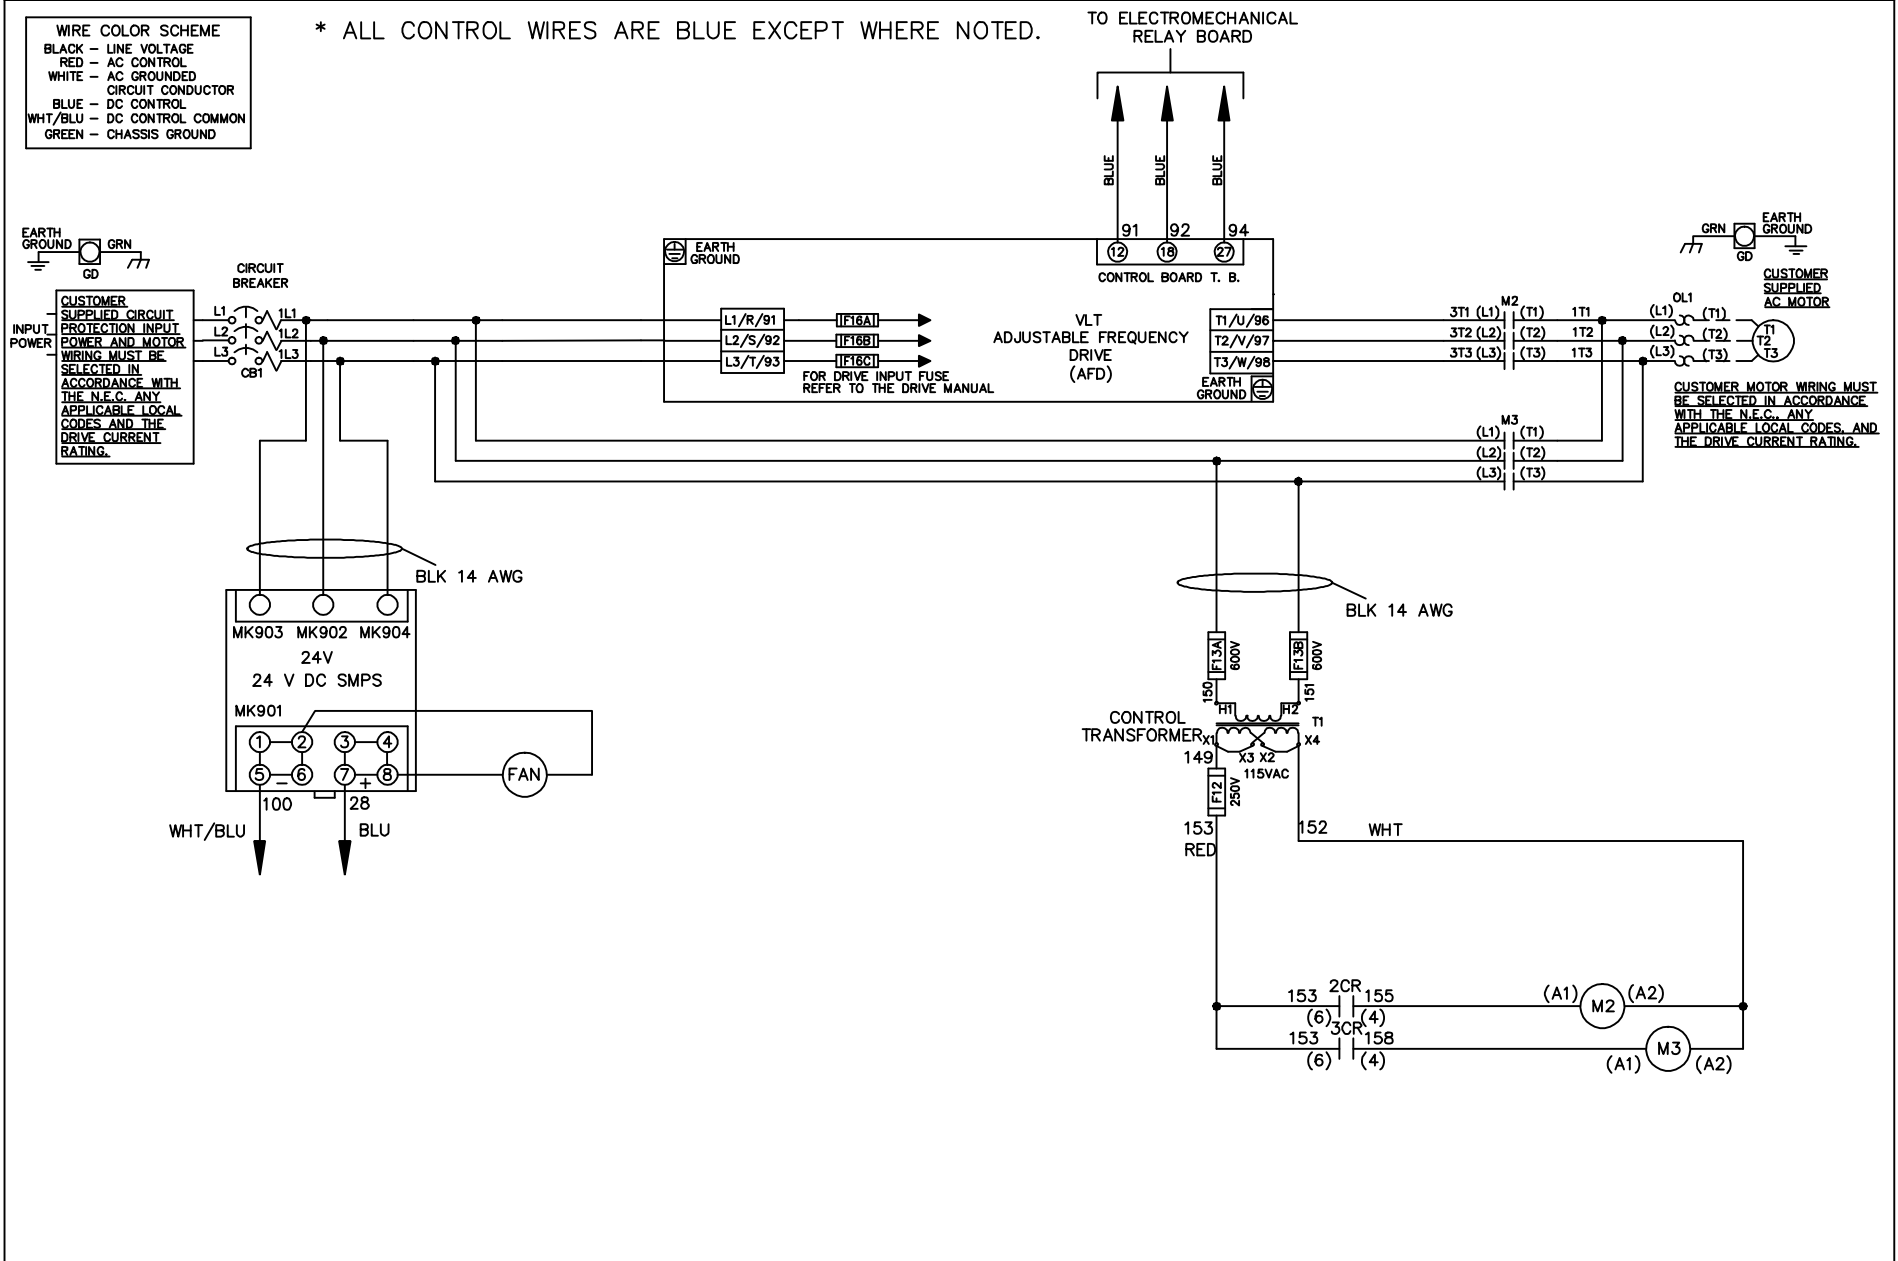 WIRE COLOR SCHEME
BLACK – LINE VOLTAGE
RED – AC CONTROL
WHITE – AC GROUNDED
CIRCUIT CONDUCTOR
BLUE – DC CONTROL
WHT/BLU – DC CONTROL COMMON
GREEN – CHASSIS GROUND
* ALL CONTROL WIRES ARE BLUE EXCEPT WHERE NOTED.
TO ELECTROMECHANICAL
RELAY BOARD
BLUE
BLUE
BLUE
91
92
94
12
18
27
CONTROL BOARD T. B.
EARTH
GROUND
GRN
GD
CUSTOMER
SUPPLIED CIRCUIT
PROTECTION INPUT
POWER AND MOTOR
WIRING MUST BE
SELECTED IN
ACCORDANCE WITH
THE N.E.C. ANY
APPLICABLE LOCAL
CODES AND THE
DRIVE CURRENT
RATING.
INPUT
POWER
CIRCUIT
BREAKER
L1
1L1
L2
1L2
L3
1L3
CB1
EARTH
GROUND
L1/R/91
L2/S/92
L3/T/93
IF16A
IF16B
IF16C
FOR DRIVE INPUT FUSE
REFER TO THE DRIVE MANUAL
VLT
ADJUSTABLE FREQUENCY
DRIVE
(AFD)
T1/U/96
T2/V/97
T3/W/98
EARTH
GROUND
M2
3T1 (L1) (T1) 1T1
3T2 (L2) (T2) 1T2
3T3 (L3) (T3) 1T3
OL1
(L1) (T1)
(L2) (T2)
(L3) (T3)
T1
T2
T3
GRN
GD
EARTH
GROUND
CUSTOMER
SUPPLIED
AC MOTOR
CUSTOMER MOTOR WIRING MUST
BE SELECTED IN ACCORDANCE
WITH THE N.E.C., ANY
APPLICABLE LOCAL CODES, AND
THE DRIVE CURRENT RATING.
M3
(L1) (T1)
(L2) (T2)
(L3) (T3)
BLK 14 AWG
MK903 MK902 MK904
24V
24 V DC SMPS
MK901
1 2 3 4
5 – 6 7 + 8
FAN
100
28
WHT/BLU
BLU
BLK 14 AWG
F13A
600V
F13B
600V
150
151
H1
H2
CONTROL
TRANSFORMER
T1
X1
X3 X2
X4
149
115VAC
F12
250V
153
RED
152
WHT
2CR
153 155
(6) (4)
(A1) M2 (A2)
3CR
153 158
(6) (4)
(A1) M3 (A2)